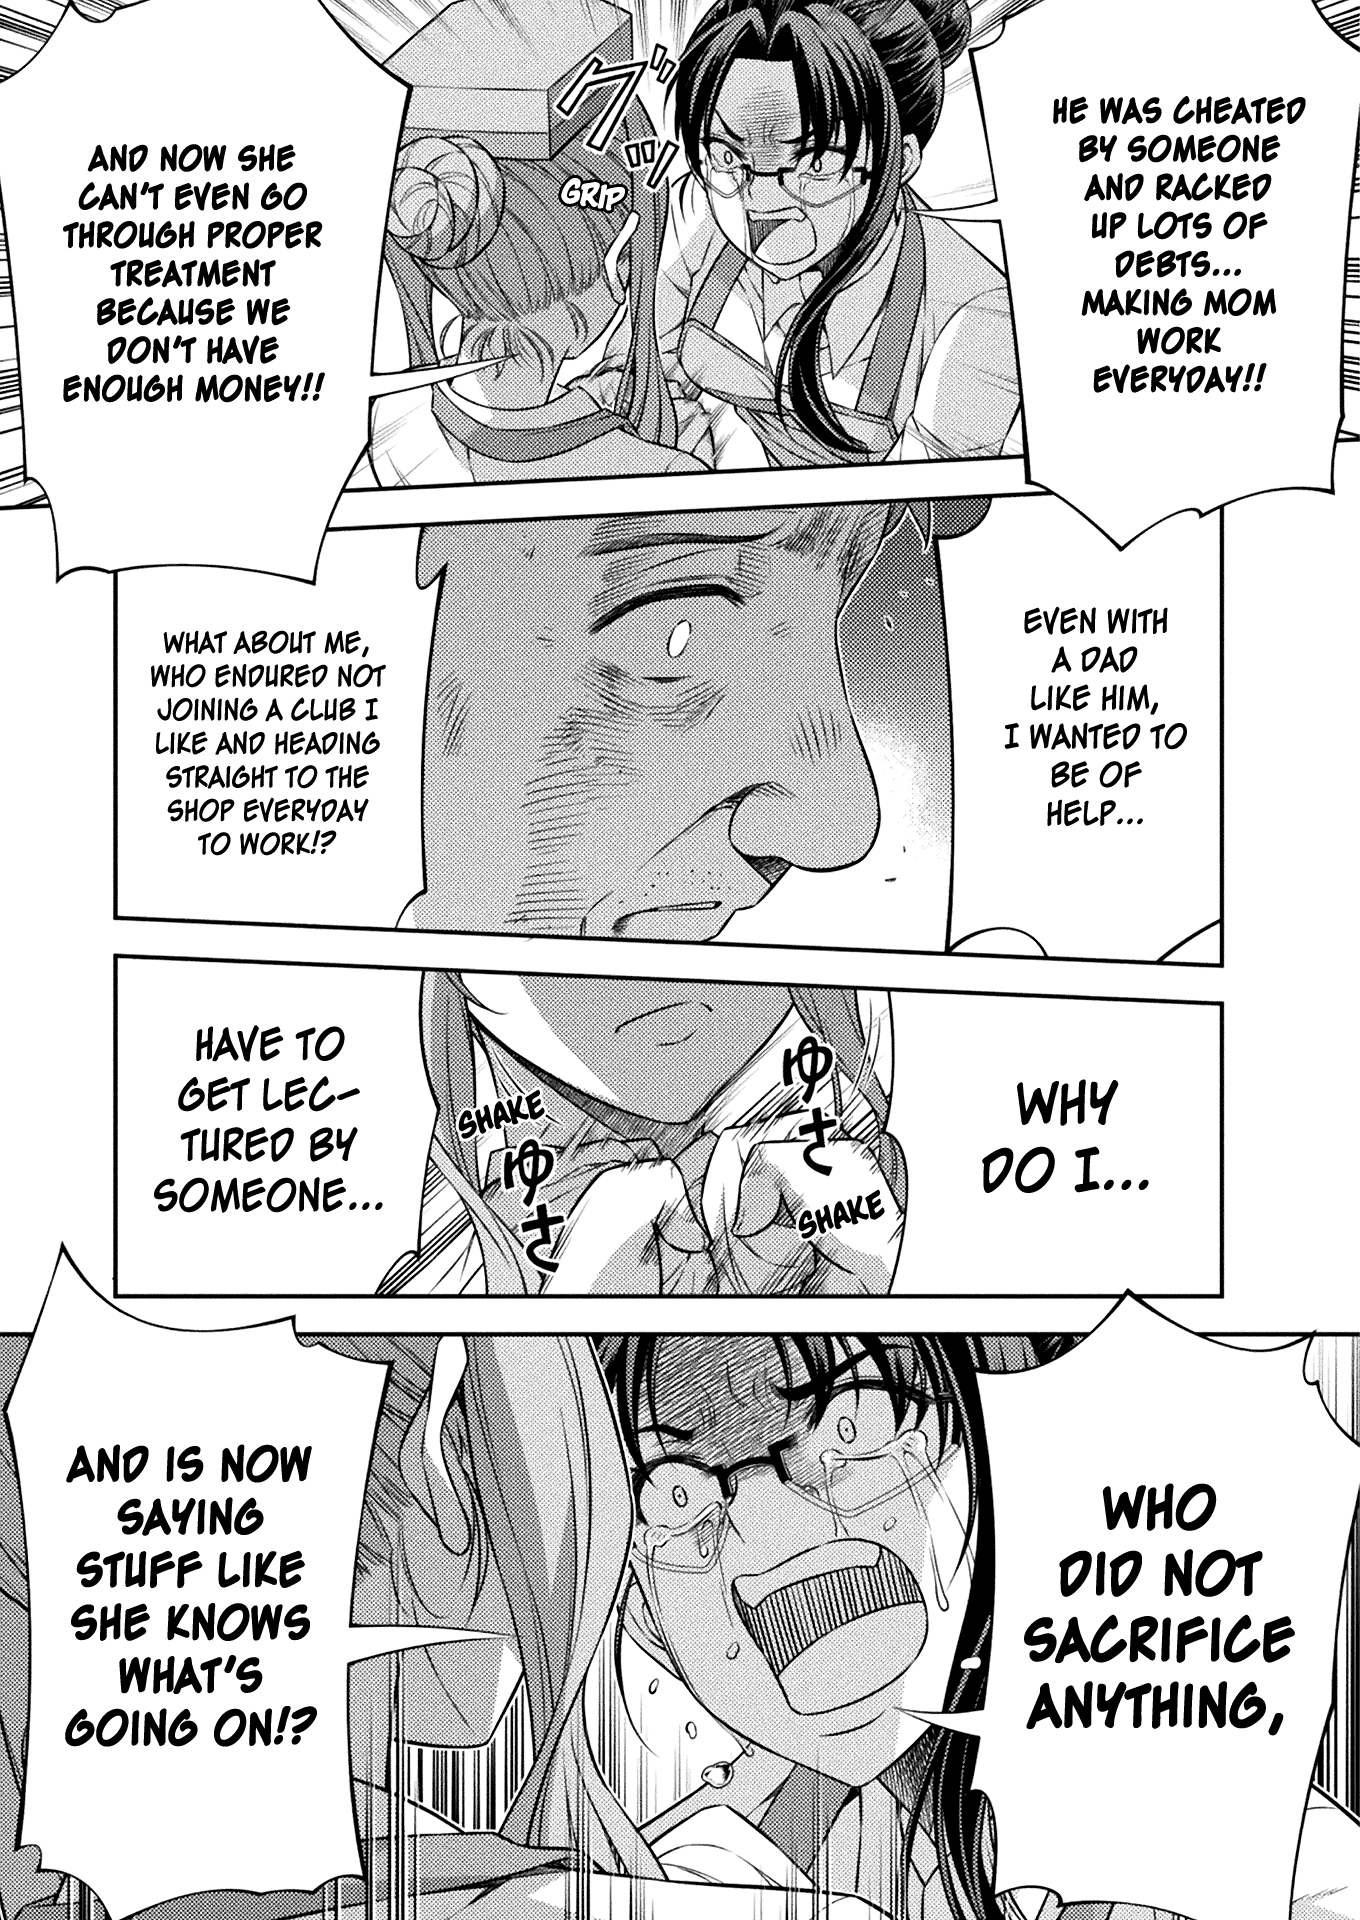 HE WAS CHEATED
BY SOMEONE
AND RACKED
UP LOTS OF
DEBTS...
MAKING MOM
WORK
EVERYDAY!!
グッ
グッ
GRIP
AND NOW SHE
CAN'T EVEN GO
THROUGH PROPER
TREATMENT
BECAUSE WE
DON'T HAVE
ENOUGH MONEY!!
EVEN WITH
A DAD
LIKE HIM,
I WANTED TO
BE OF
HELP...
WHAT ABOUT ME,
WHO ENDURED NOT
JOINING A CLUB I
LIKE AND HEADING
STRAIGHT TO THE
SHOP EVERYDAY
TO WORK!?
WHY
DO I...
ゆさ
SHAKE
ゆさ
SHAKE
HAVE TO
GET LEC-
TURED BY
SOMEONE...
WHO
DID NOT
SACRIFICE
ANYTHING,
AND IS NOW
SAYING
STUFF LIKE
SHE KNOWS
WHAT'S
GOING ON!?